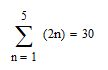 5
∑ (2n) = 30
n = 1